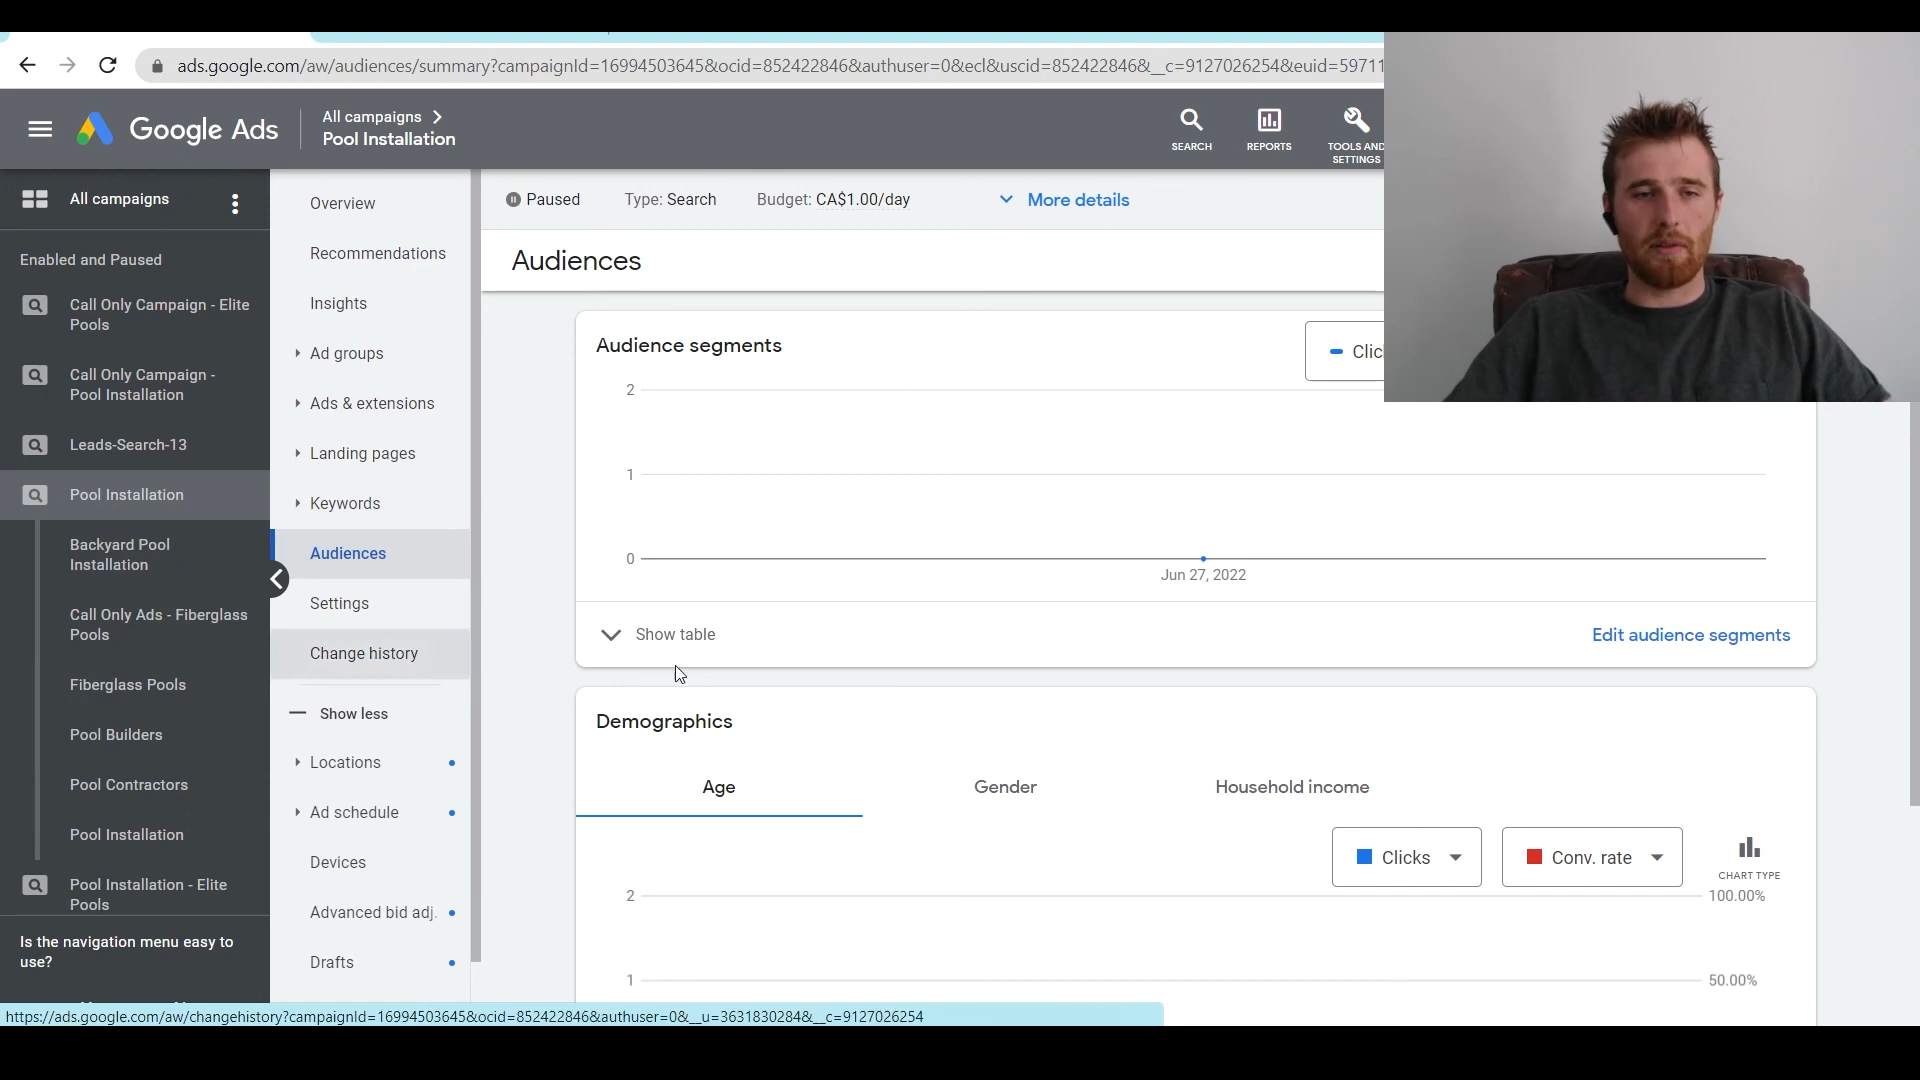 ads.google.com/aw/audiences/summary?campaignId=16994503645&ocid=852422846&authuser=0&ecl&uscid=852422846&__c=9127026254&euid=59711
Google Ads
All campaigns
Pool Installation
SEARCH
REPORTS
TOOLS AND
SETTINGS
All campaigns
Enabled and Paused
Call Only Campaign - Elite
Pools
Call Only Campaign -
Pool Installation
Leads-Search-13
Pool Installation
Backyard Pool
Installation
Call Only Ads - Fiberglass
Pools
Fiberglass Pools
Pool Builders
Pool Contractors
Pool Installation
Pool Installation - Elite
Pools
Is the navigation menu easy to
use?
Overview
Recommendations
Insights
Ad groups
Ads & extensions
Landing pages
Keywords
Audiences
Settings
Change history
Show less
Locations
Ad schedule
Devices
Advanced bid adj.
Drafts
Paused
Type: Search
Budget: CA$1.00/day
More details
Audiences
Audience segments
Clic
2
1
0
Jun 27, 2022
Show table
Edit audience segments
Demographics
Age
Gender
Household income
Clicks
Conv. rate
CHART TYPE
2
100.00%
1
50.00%
https://ads.google.com/aw/changehistory?campaignId=16994503645&ocid=852422846&authuser=0&__u=3631830284&__c=9127026254